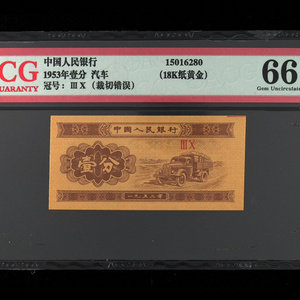 CG
GUARANTY
中国人民银行
1953年壹分 汽车
冠号：ⅢⅩ（裁切错误）
15016280
(18K纸黄金)
66
Gem Uncirculated
中国人民银行
ⅢⅩ
壹分
一九五三年